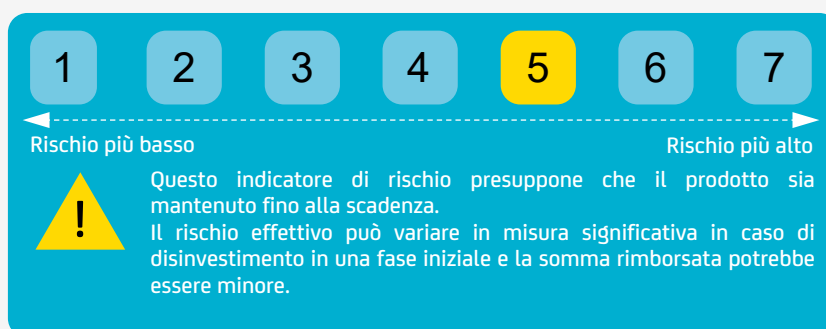 1 2 3 4 5 6 7
Rischio più basso Rischio più alto
Questo indicatore di rischio presuppone che il prodotto sia
mantenuto fino alla scadenza.
!
Il rischio effettivo può variare in misura significativa in caso di
disinvestimento in una fase iniziale e la somma rimborsata potrebbe
essere minore.